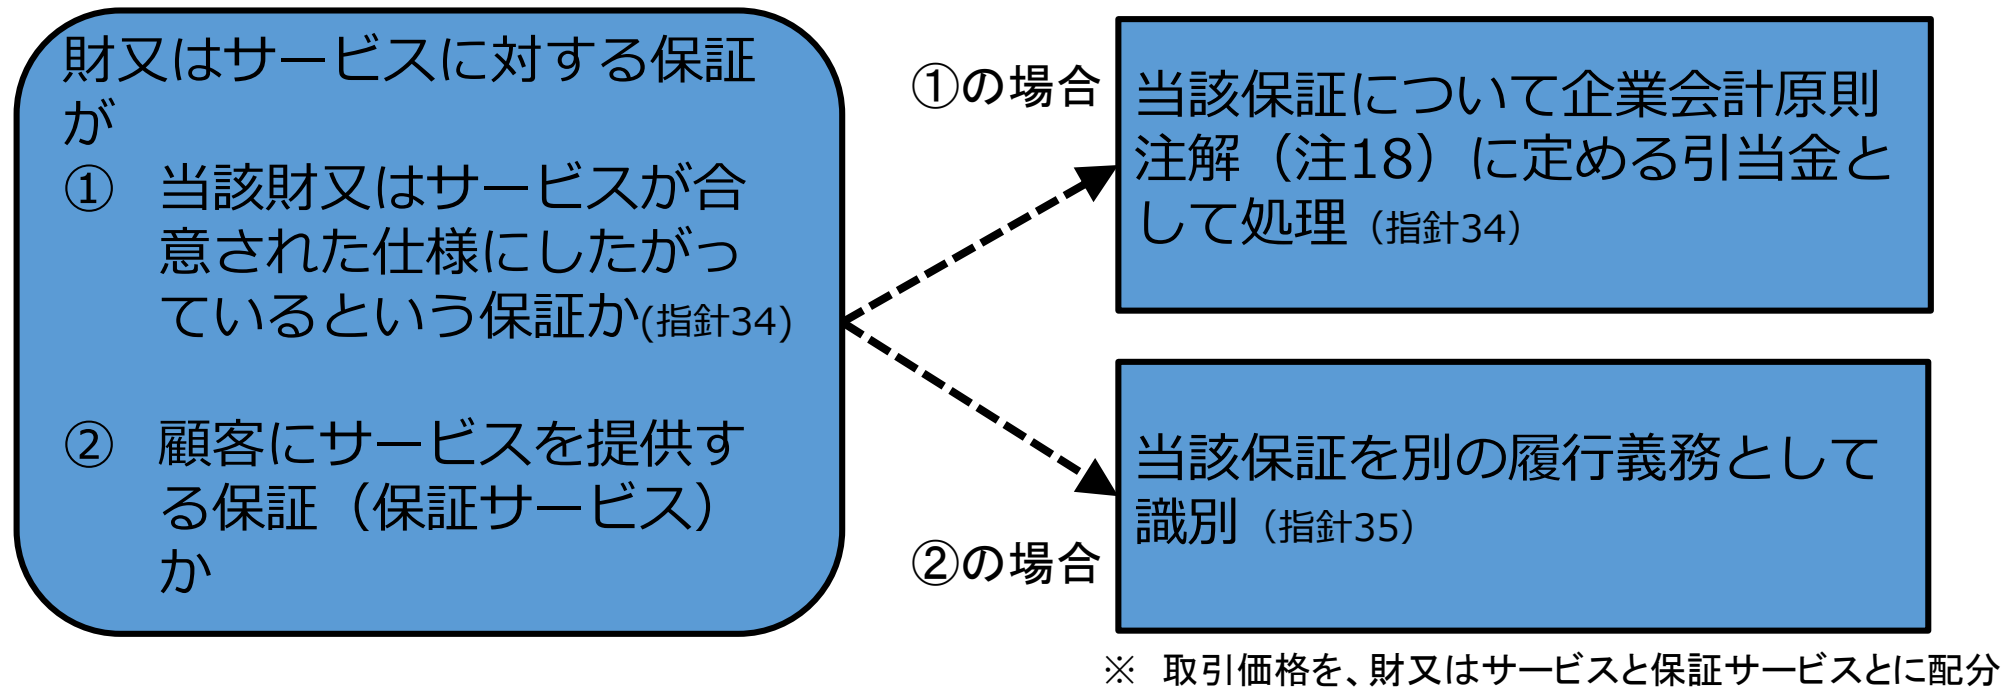 財又はサービスに対する保証
が
① 当該財又はサービスが合
意された仕様にしたがっ
ているという保証か(指針34)
② 顧客にサービスを提供す
る保証（保証サービス）
か
①の場合
当該保証について企業会計原則
注解（注18）に定める引当金と
して処理（指針34）
②の場合
当該保証を別の履行義務として
識別（指針35）
※ 取引価格を、財又はサービスと保証サービスとに配分